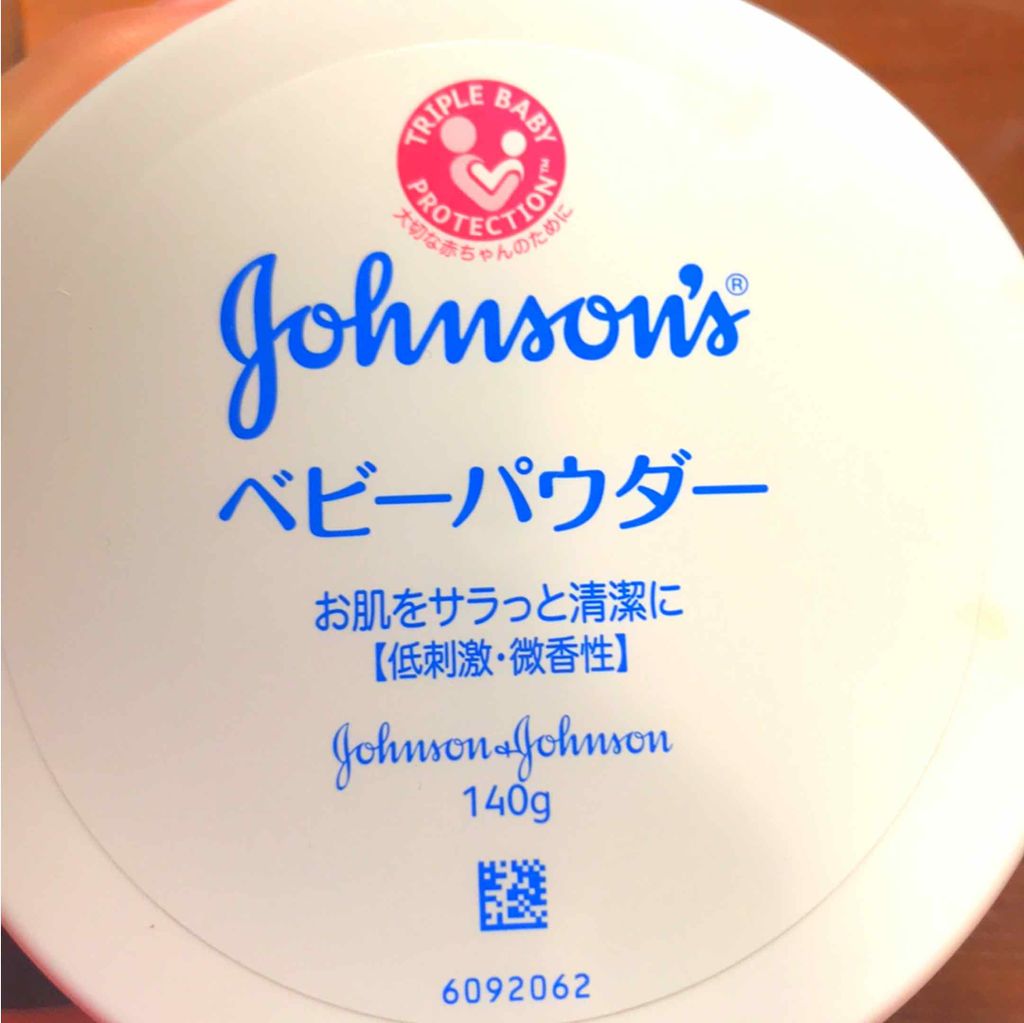 TRIPLE BABY
PROTECTION™
大切な赤ちゃんのために
Johnson's®
ベビーパウダー
お肌をサラっと清潔に
【低刺激・微香性】
Johnson & Johnson
140g
6092062